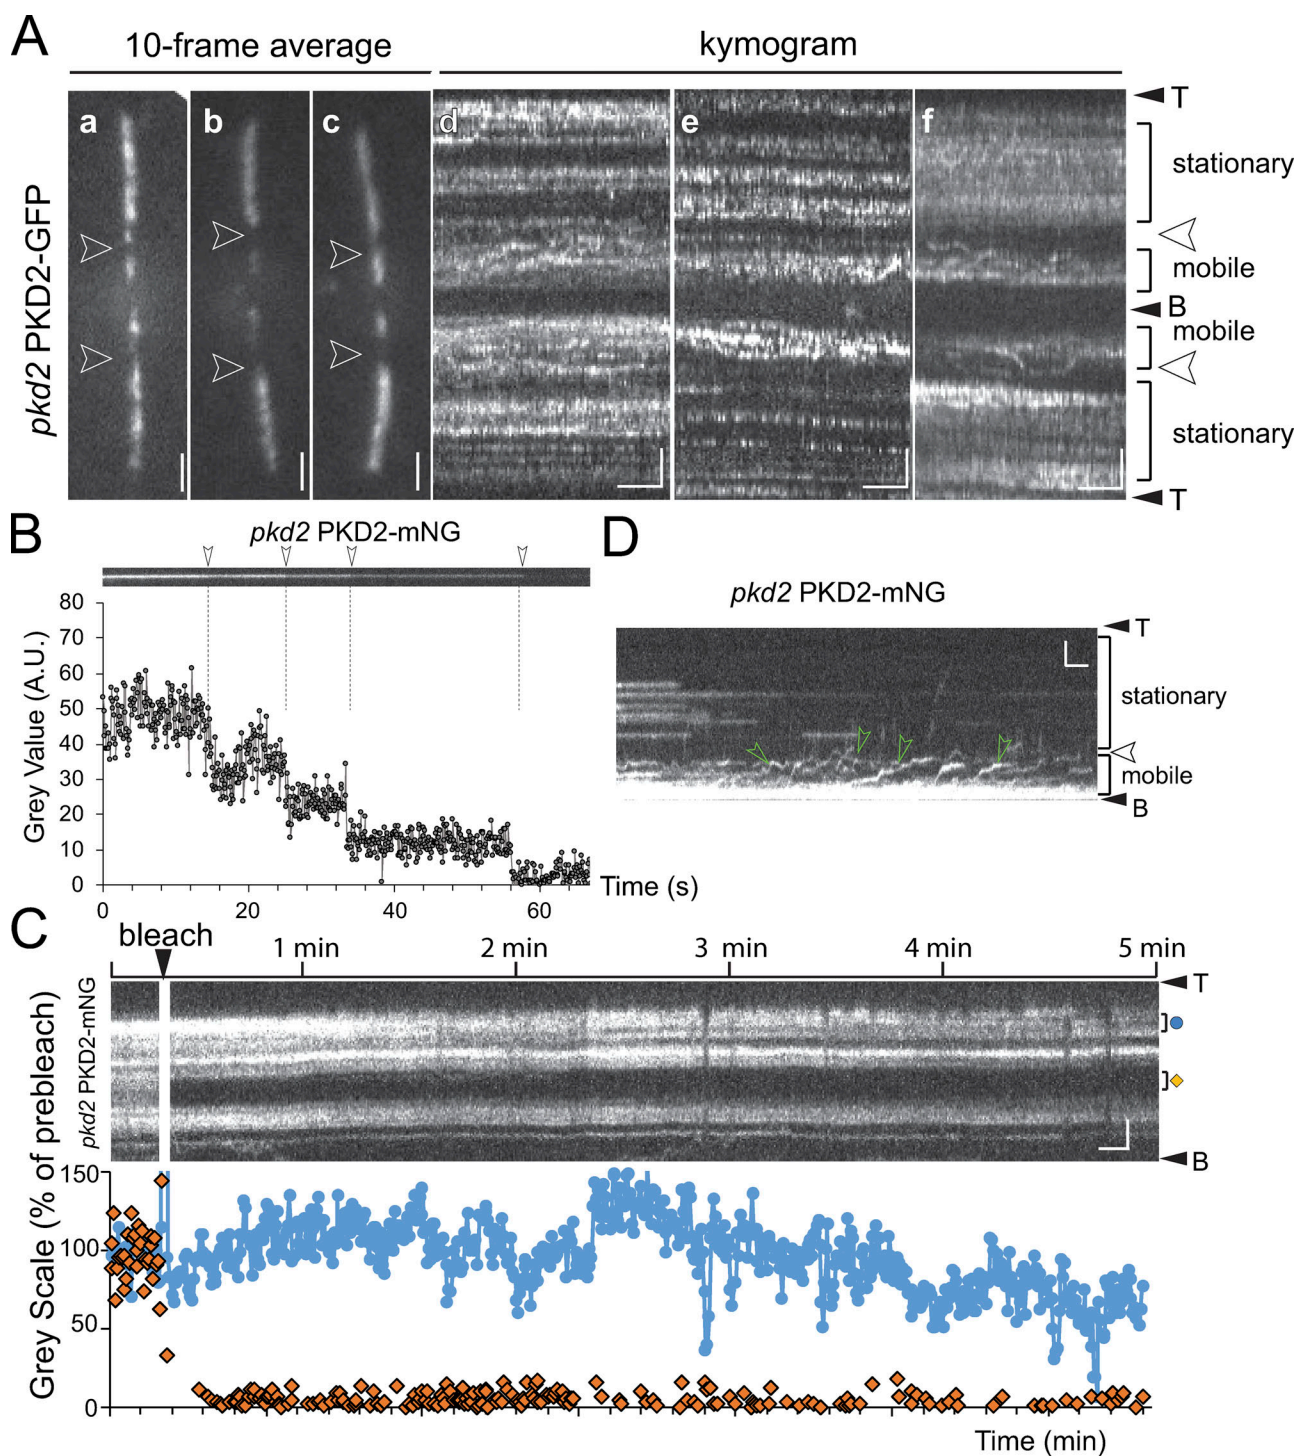 A
10-frame average
kymogram
pkd2 PKD2-GFP
a
b
c
d
e
f
T
stationary
mobile
B
mobile
stationary
T
B
pkd2 PKD2-mNG
Grey Value (A.U.)
80
70
60
50
40
30
20
10
0
0
20
40
60
Time (s)
D
pkd2 PKD2-mNG
T
stationary
mobile
B
C
bleach
1 min
2 min
3 min
4 min
5 min
pkd2 PKD2-mNG
T
B
Grey Scale (% of prebleach)
150
100
50
0
Time (min)